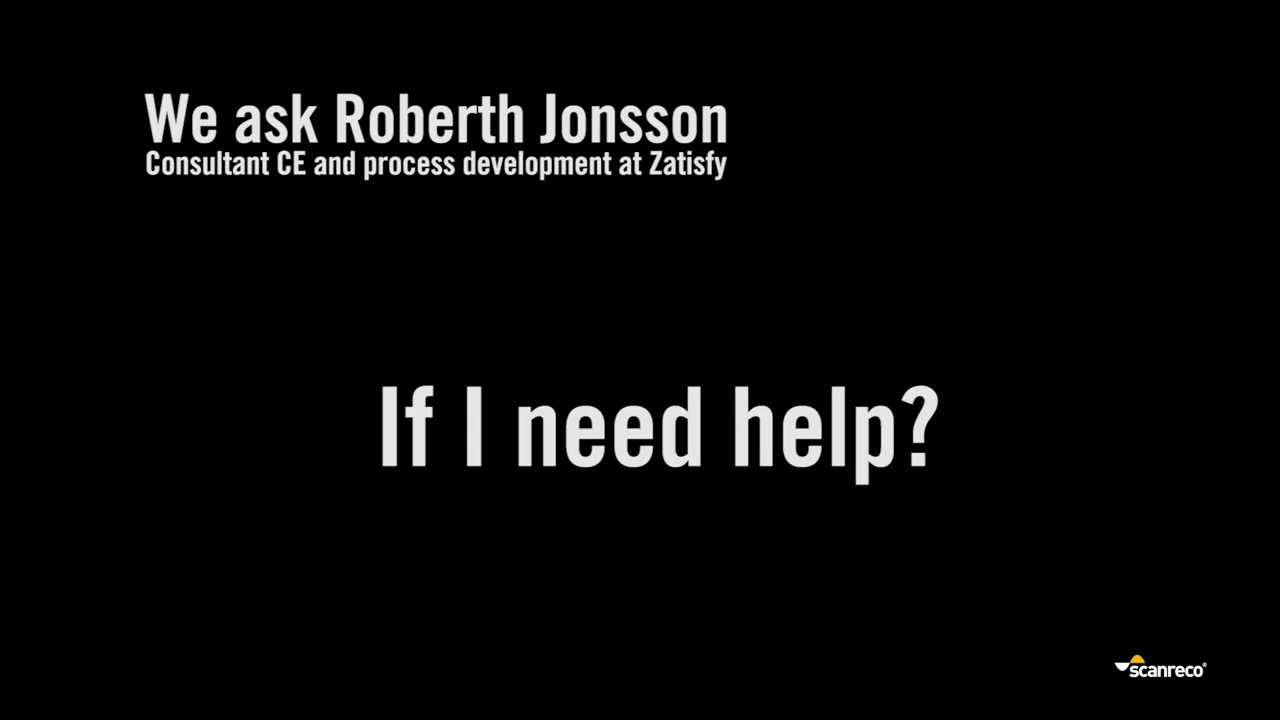 We ask Roberth Jonsson
Consultant CE and process development at Zatisfy
If I need help?
scanreco®